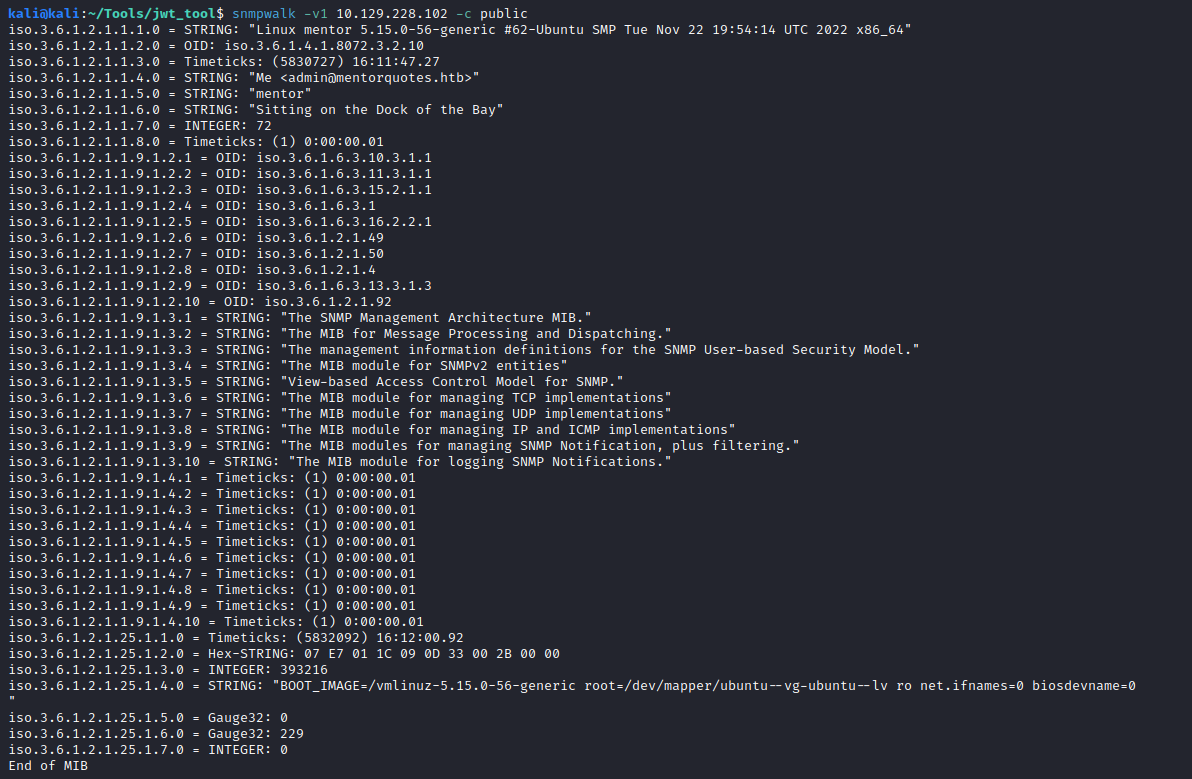 kali@kali:~/Tools/jwt_tool$ snmpwalk -v1 10.129.228.102 -c public
iso.3.6.1.2.1.1.1.0 = STRING: "Linux mentor 5.15.0-56-generic #62-Ubuntu SMP Tue Nov 22 19:54:14 UTC 2022 x86_64"
iso.3.6.1.2.1.1.2.0 = OID: iso.3.6.1.4.1.8072.3.2.10
iso.3.6.1.2.1.1.3.0 = Timeticks: (5830727) 16:11:47.27
iso.3.6.1.2.1.1.4.0 = STRING: "Me <admin@mentorquotes.htb>"
iso.3.6.1.2.1.1.5.0 = STRING: "mentor"
iso.3.6.1.2.1.1.6.0 = STRING: "Sitting on the Dock of the Bay"
iso.3.6.1.2.1.1.7.0 = INTEGER: 72
iso.3.6.1.2.1.1.8.0 = Timeticks: (1) 0:00:00.01
iso.3.6.1.2.1.1.9.1.2.1 = OID: iso.3.6.1.6.3.10.3.1.1
iso.3.6.1.2.1.1.9.1.2.2 = OID: iso.3.6.1.6.3.11.3.1.1
iso.3.6.1.2.1.1.9.1.2.3 = OID: iso.3.6.1.6.3.15.2.1.1
iso.3.6.1.2.1.1.9.1.2.4 = OID: iso.3.6.1.6.3.1
iso.3.6.1.2.1.1.9.1.2.5 = OID: iso.3.6.1.6.3.16.2.2.1
iso.3.6.1.2.1.1.9.1.2.6 = OID: iso.3.6.1.2.1.49
iso.3.6.1.2.1.1.9.1.2.7 = OID: iso.3.6.1.2.1.50
iso.3.6.1.2.1.1.9.1.2.8 = OID: iso.3.6.1.2.1.4
iso.3.6.1.2.1.1.9.1.2.9 = OID: iso.3.6.1.6.3.13.3.1.3
iso.3.6.1.2.1.1.9.1.2.10 = OID: iso.3.6.1.2.1.92
iso.3.6.1.2.1.1.9.1.3.1 = STRING: "The SNMP Management Architecture MIB."
iso.3.6.1.2.1.1.9.1.3.2 = STRING: "The MIB for Message Processing and Dispatching."
iso.3.6.1.2.1.1.9.1.3.3 = STRING: "The management information definitions for the SNMP User-based Security Model."
iso.3.6.1.2.1.1.9.1.3.4 = STRING: "The MIB module for SNMPv2 entities"
iso.3.6.1.2.1.1.9.1.3.5 = STRING: "View-based Access Control Model for SNMP."
iso.3.6.1.2.1.1.9.1.3.6 = STRING: "The MIB module for managing TCP implementations"
iso.3.6.1.2.1.1.9.1.3.7 = STRING: "The MIB module for managing UDP implementations"
iso.3.6.1.2.1.1.9.1.3.8 = STRING: "The MIB module for managing IP and ICMP implementations"
iso.3.6.1.2.1.1.9.1.3.9 = STRING: "The MIB modules for managing SNMP Notification, plus filtering."
iso.3.6.1.2.1.1.9.1.3.10 = STRING: "The MIB module for logging SNMP Notifications."
iso.3.6.1.2.1.1.9.1.4.1 = Timeticks: (1) 0:00:00.01
iso.3.6.1.2.1.1.9.1.4.2 = Timeticks: (1) 0:00:00.01
iso.3.6.1.2.1.1.9.1.4.3 = Timeticks: (1) 0:00:00.01
iso.3.6.1.2.1.1.9.1.4.4 = Timeticks: (1) 0:00:00.01
iso.3.6.1.2.1.1.9.1.4.5 = Timeticks: (1) 0:00:00.01
iso.3.6.1.2.1.1.9.1.4.6 = Timeticks: (1) 0:00:00.01
iso.3.6.1.2.1.1.9.1.4.7 = Timeticks: (1) 0:00:00.01
iso.3.6.1.2.1.1.9.1.4.8 = Timeticks: (1) 0:00:00.01
iso.3.6.1.2.1.1.9.1.4.9 = Timeticks: (1) 0:00:00.01
iso.3.6.1.2.1.1.9.1.4.10 = Timeticks: (1) 0:00:00.01
iso.3.6.1.2.1.25.1.1.0 = Timeticks: (5832092) 16:12:00.92
iso.3.6.1.2.1.25.1.2.0 = Hex-STRING: 07 E7 01 1C 09 0D 33 00 2B 00 00
iso.3.6.1.2.1.25.1.3.0 = INTEGER: 393216
iso.3.6.1.2.1.25.1.4.0 = STRING: "BOOT_IMAGE=/vmlinuz-5.15.0-56-generic root=/dev/mapper/ubuntu--vg-ubuntu--lv ro net.ifnames=0 biosdevname=0
"
iso.3.6.1.2.1.25.1.5.0 = Gauge32: 0
iso.3.6.1.2.1.25.1.6.0 = Gauge32: 229
iso.3.6.1.2.1.25.1.7.0 = INTEGER: 0
End of MIB